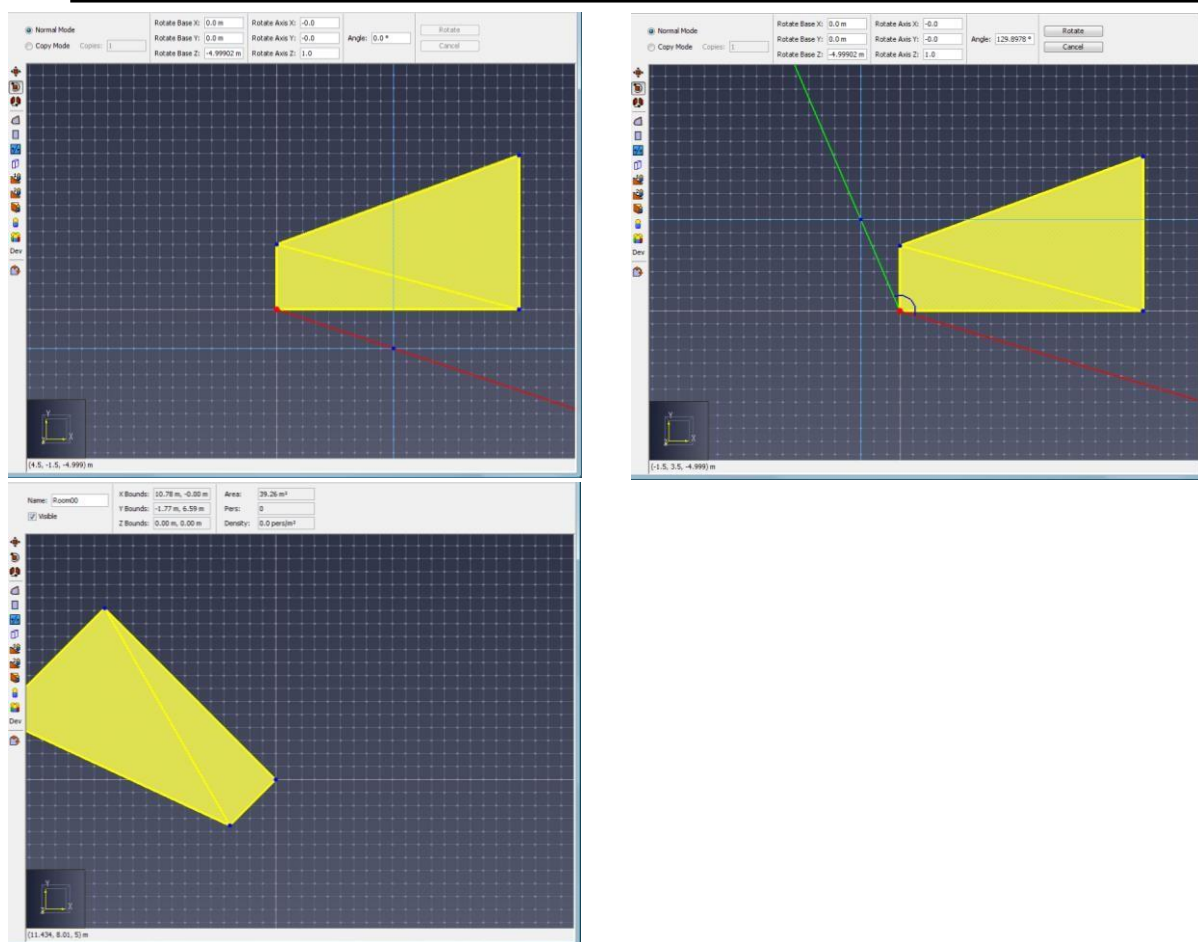 Normal Mode
Copy Mode Copies: 1
Rotate Base X: 0.0 m Rotate Axis X: -0.0
Rotate Base Y: 0.0 m Rotate Axis Y: -0.0
Rotate Base Z: -4.99902 m Rotate Axis Z: 1.0
Angle: 0.0 °
Rotate
Cancel
Dev
Y
X
(4.5, -1.5, -4.999) m
Normal Mode
Copy Mode Copies: 1
Rotate Base X: 0.0 m Rotate Axis X: -0.0
Rotate Base Y: 0.0 m Rotate Axis Y: -0.0
Rotate Base Z: -4.99902 m Rotate Axis Z: 1.0
Angle: 129.8978 °
Rotate
Cancel
Dev
Y
X
(-1.5, 3.5, -4.999) m
Name: Room00
Visible
X Bounds: 10.78 m, -0.00 m Area: 39.26 m²
Y Bounds: -1.77 m, 6.59 m Pers: 0
Z Bounds: 0.00 m, 0.00 m Density: 0.0 pers/m²
Dev
Y
X
(11.434, 8.01, 5) m